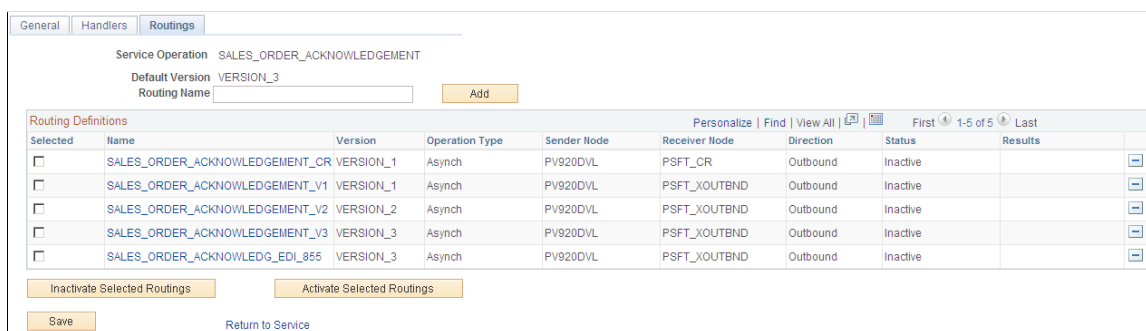 General Handlers Routings
Service Operation SALES_ORDER_ACKNOWLEDGEMENT
Default Version VERSION_3
Routing Name Add
Routing Definitions Personalize | Find | View All | | First 1-5 of 5 Last
Selected Name Version Operation Type Sender Node Receiver Node Direction Status Results
SALES_ORDER_ACKNOWLEDGEMENT_CR VERSION_1 Asynch PV920DVL PSFT_CR Outbound Inactive
SALES_ORDER_ACKNOWLEDGEMENT_V1 VERSION_1 Asynch PV920DVL PSFT_XOUTBND Outbound Inactive
SALES_ORDER_ACKNOWLEDGEMENT_V2 VERSION_2 Asynch PV920DVL PSFT_XOUTBND Outbound Inactive
SALES_ORDER_ACKNOWLEDGEMENT_V3 VERSION_3 Asynch PV920DVL PSFT_XOUTBND Outbound Inactive
SALES_ORDER_ACKNOWLEDG_EDI_855 VERSION_3 Asynch PV920DVL PSFT_XOUTBND Outbound Inactive
Inactivate Selected Routings Activate Selected Routings
Save Return to Service